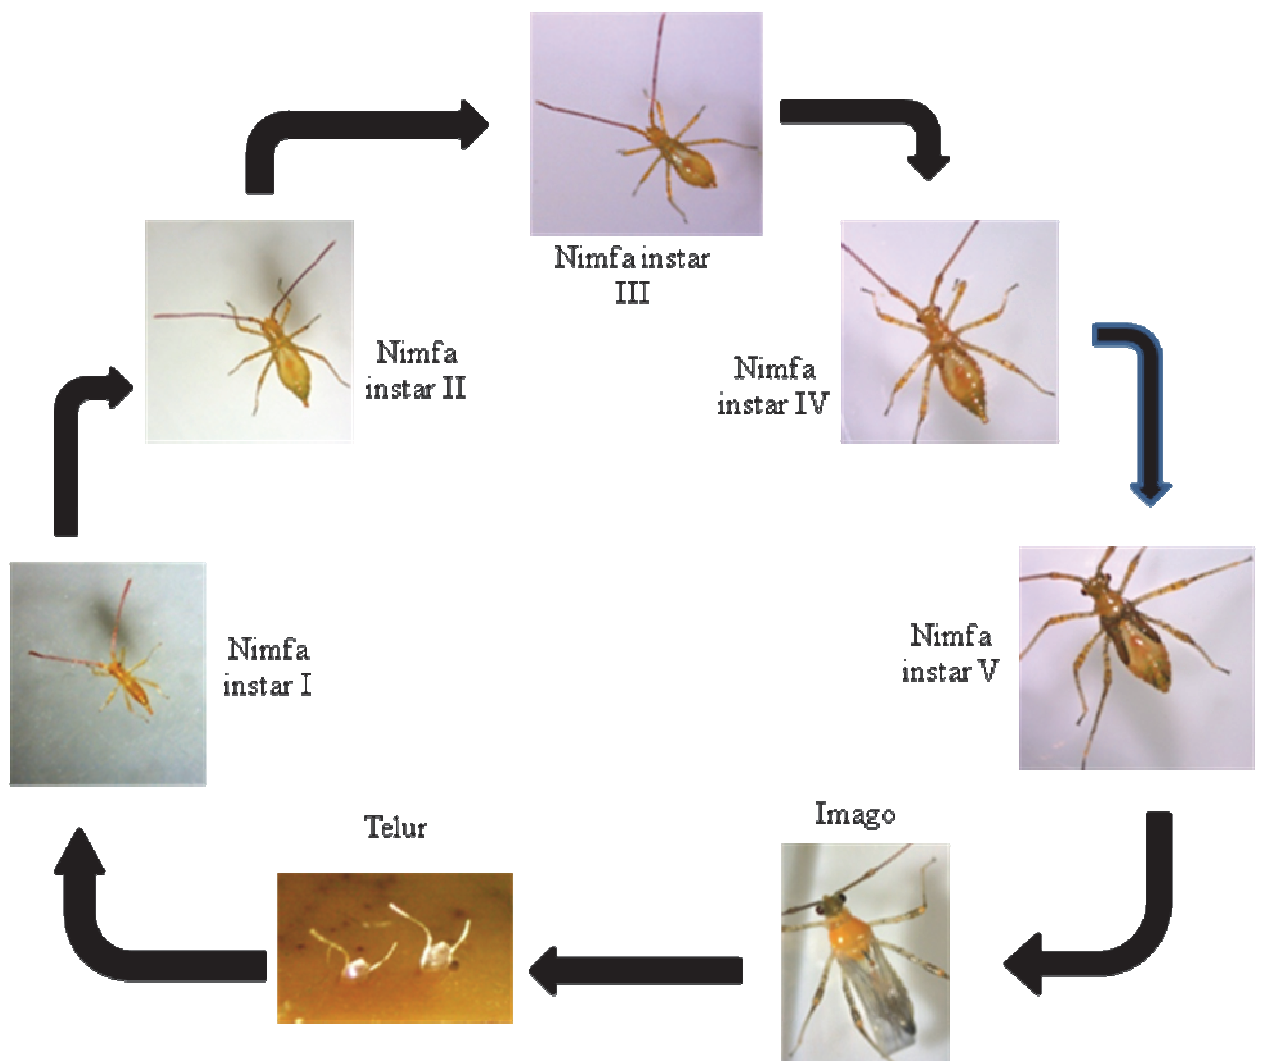 Nimfa instar
III
Nimfa
instar II
Nimfa
instar IV
Nimfa
instar I
Nimfa
instar V
Telur
Imago